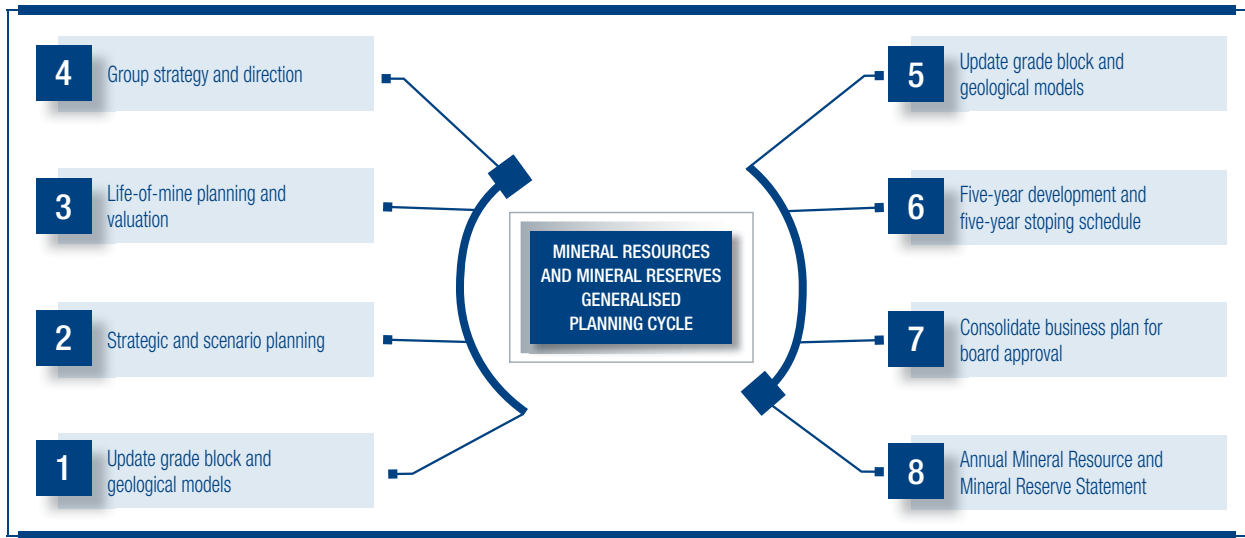 4
Group strategy and direction
3
Life-of-mine planning and
valuation
2
Strategic and scenario planning
1
Update grade block and
geological models
MINERAL RESOURCES
AND MINERAL RESERVES
GENERALISED
PLANNING CYCLE
5
Update grade block and
geological models
6
Five-year development and
five-year stoping schedule
7
Consolidate business plan for
board approval
8
Annual Mineral Resource and
Mineral Reserve Statement